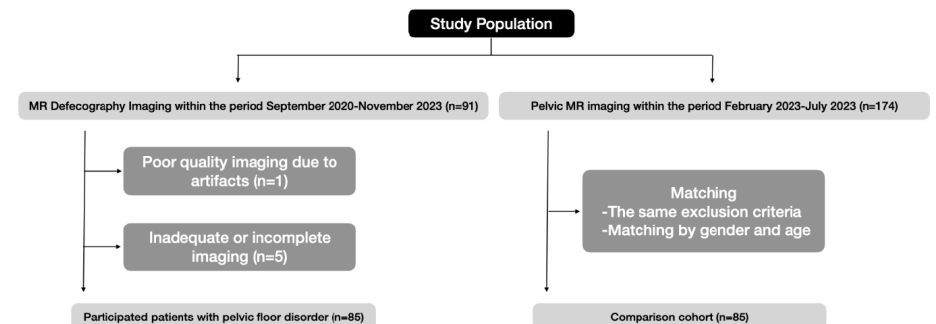 Study Population
MR Defecography Imaging within the period September 2020-November 2023 (n=91)
Pelvic MR imaging within the period February 2023-July 2023 (n=174)
Poor quality imaging due to
artifacts (n=1)
Matching
-The same exclusion criteria
-Matching by gender and age
Inadequate or incomplete
imaging (n=5)
Participated patients with pelvic floor disorder (n=85)
Comparison cohort (n=85)